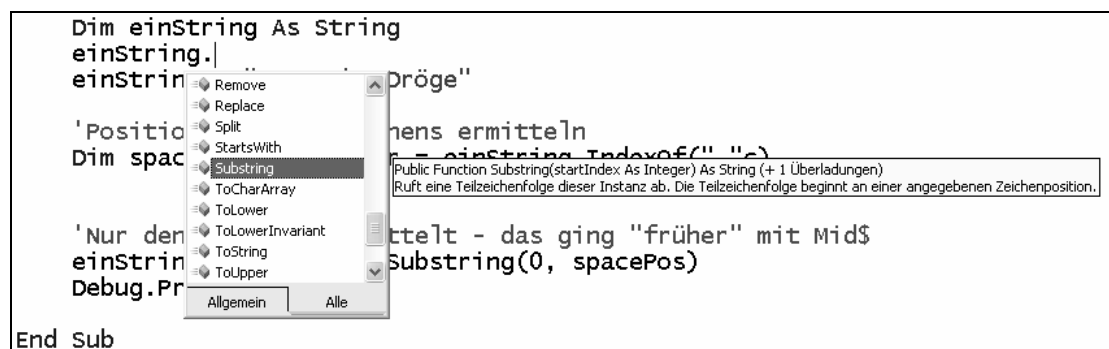 Dim einString As String
einString.
einStrin Dröge"
'Positio nens ermitteln
Dim spac = einString.IndexOf(" "c)
'Nur den ttelt - das ging "früher" mit Mid$
einStrin Substring(0, spacePos)
Debug.Pr
End Sub
Remove
Replace
Split
StartsWith
Substring
ToCharArray
ToLower
ToLowerInvariant
ToString
ToUpper
Allgemein Alle
Public Function Substring(startIndex As Integer) As String (+ 1 Überladungen)
Ruft eine Teilzeichenfolge dieser Instanz ab. Die Teilzeichenfolge beginnt an einer angegebenen Zeichenposition.